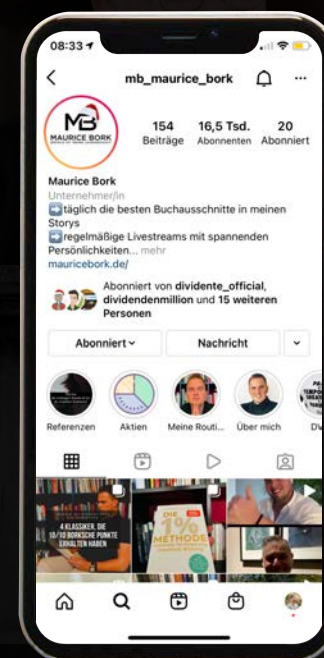 08:33
mb_maurice_bork
...
MB
MAURICE BORK
154 16,5 Tsd. 20
Beiträge Abonnenten Abonniert
Maurice Bork
Unternehmer/in
täglich die besten Buchausschnitte in meinen
Storys
regelmäßige Livestreams mit spannenden
Persönlichkeiten... mehr
mauricebork.de/
Abonniert von dividente_official,
dividendenmillion und 15 weiteren
Personen
Abonniert Nachricht
Referenzen Aktien Meine Routi... Über mich
4 KLASSIKER, DIE
10/10 BORKSCHE PUNKTE
ERHALTEN HABEN
DIE
1%
METHODE